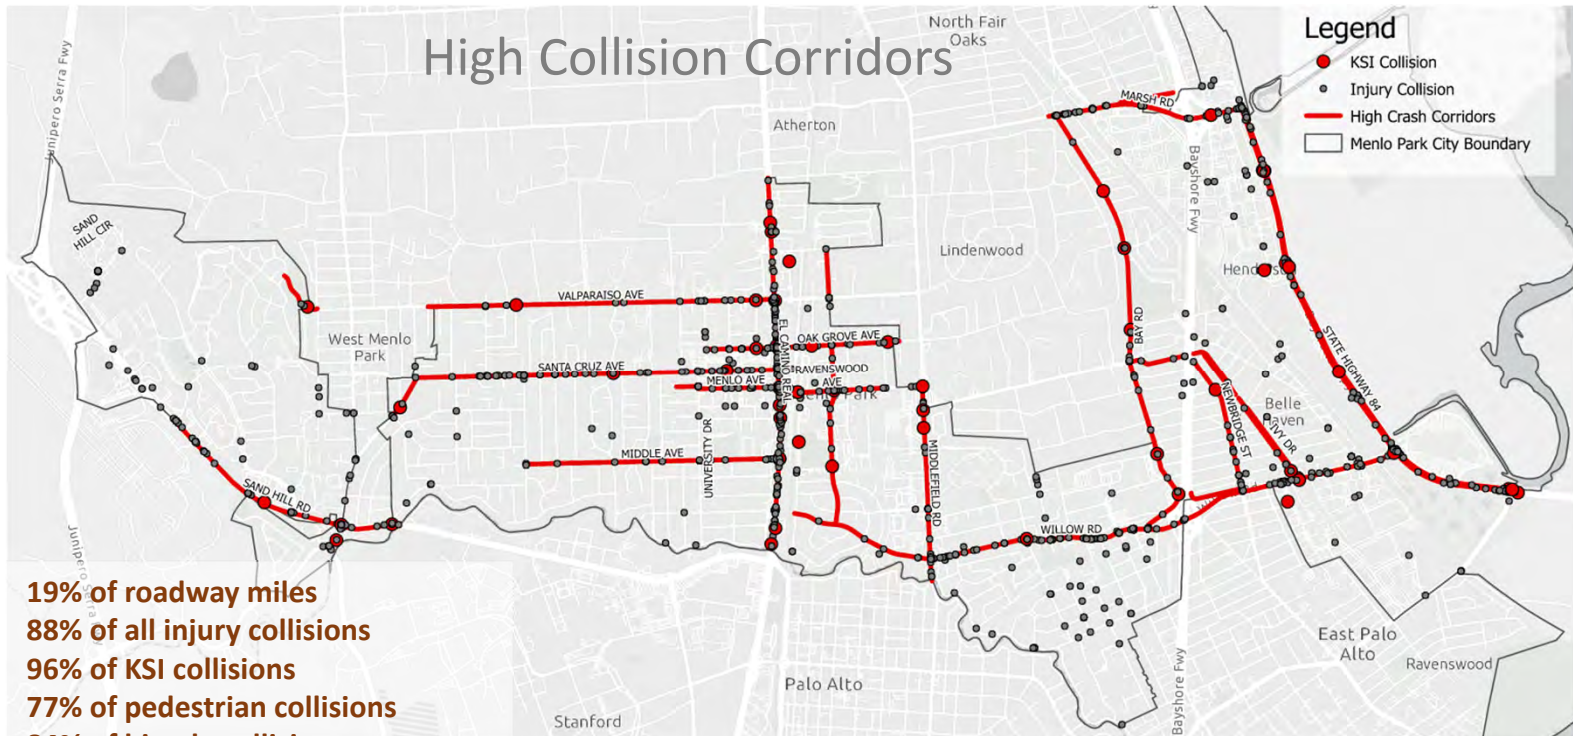 High Collision Corridors
Legend
KSI Collision
Injury Collision
High Crash Corridors
Menlo Park City Boundary
North Fair
Oaks
Atherton
Lindenwood
West Menlo
Park
Belle
Haven
East Palo
Alto
Ravenswood
Palo Alto
Stanford
Junipero Serra Fwy
Junipero Serra
Bayshore Fwy
Bayshore Fwy
SAND
HILL CIR
SAND HILL RD
VALPARAISO AVE
SANTA CRUZ AVE
MENLO AVE
MIDDLE AVE
UNIVERSITY DR
EL CAMINO REAL
OAK GROVE AVE
RAVENSWOOD
AVE
Park
MIDDLEFIELD RD
WILLOW RD
MARSH RD
BAY RD
NEWBRIDGE ST
IVY DR
STATE HIGHWAY 84
19% of roadway miles
88% of all injury collisions
96% of KSI collisions
77% of pedestrian collisions